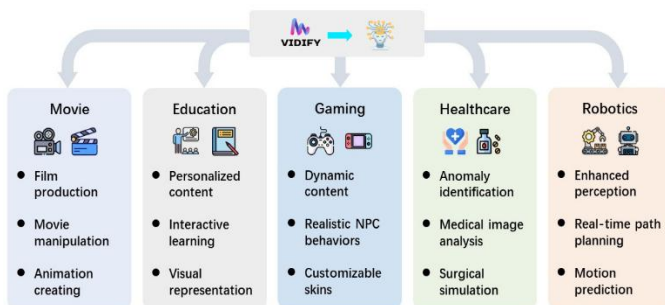 VIDIFY
Movie
Film
production
Movie
manipulation
Animation
creating
Education
Personalized
content
Interactive
learning
Visual
representation
Gaming
Dynamic
content
Realistic NPC
behaviors
Customizable
skins
Healthcare
Anomaly
identification
Medical image
analysis
Surgical
simulation
Robotics
Enhanced
perception
Real-time path
planning
Motion
prediction